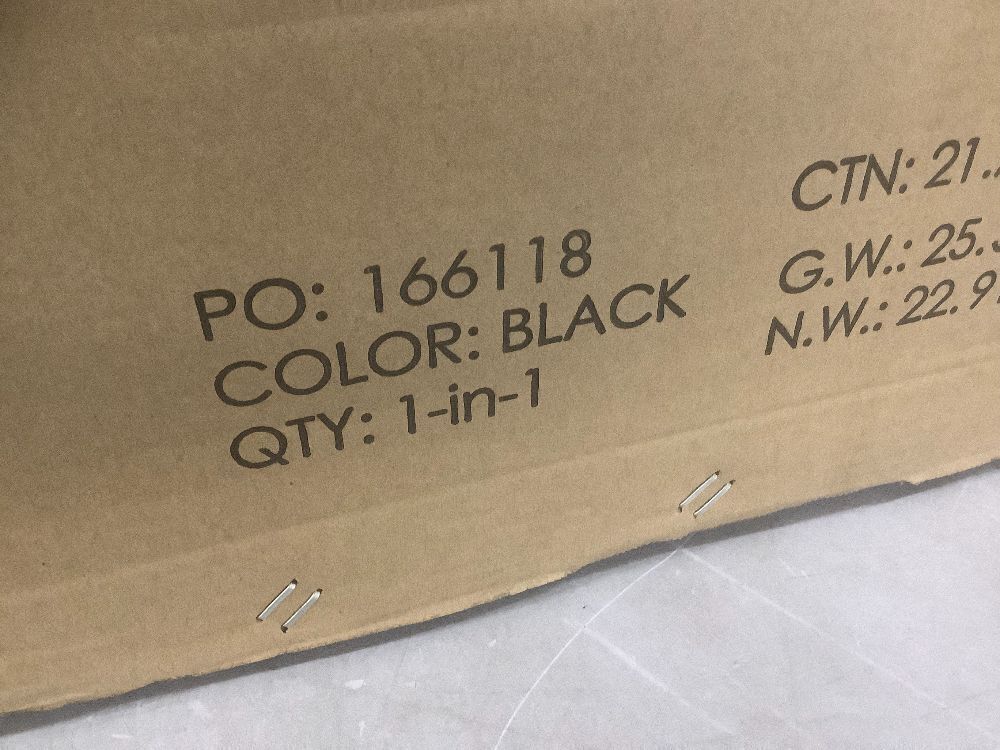 PO: 166118
COLOR: BLACK
QTY: 1-in-1
CTN: 21.
G.W.: 25.
N.W.: 22.9